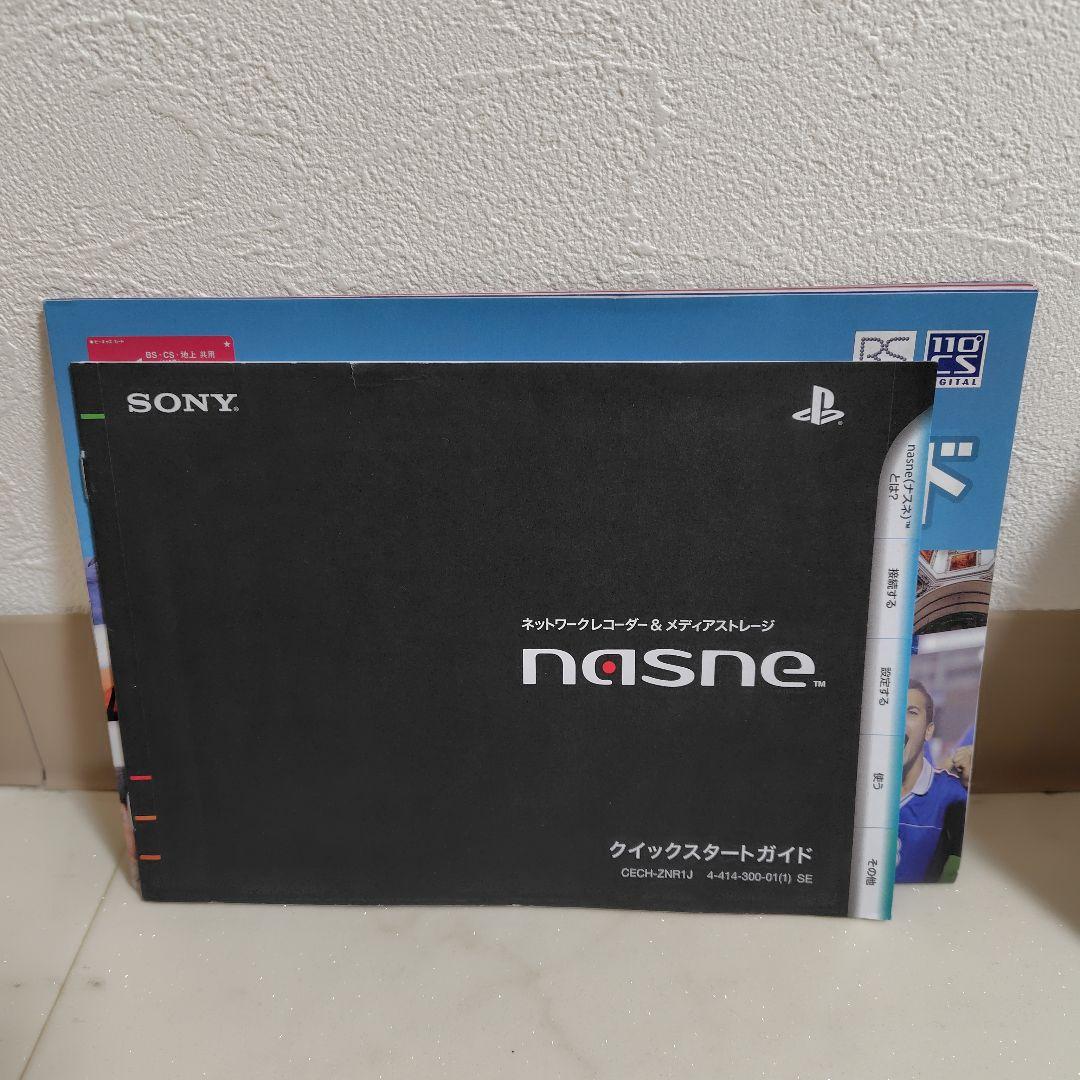 BS・CS・地上 共用
110°
CS
SONY
nasne(ナスネ)™
とは?
接続する
設定する
使う
その他
ネットワークレコーダー & メディアストレージ
nasne™
クイックスタートガイド
CECH-ZNR1J 4-414-300-01(1) SE